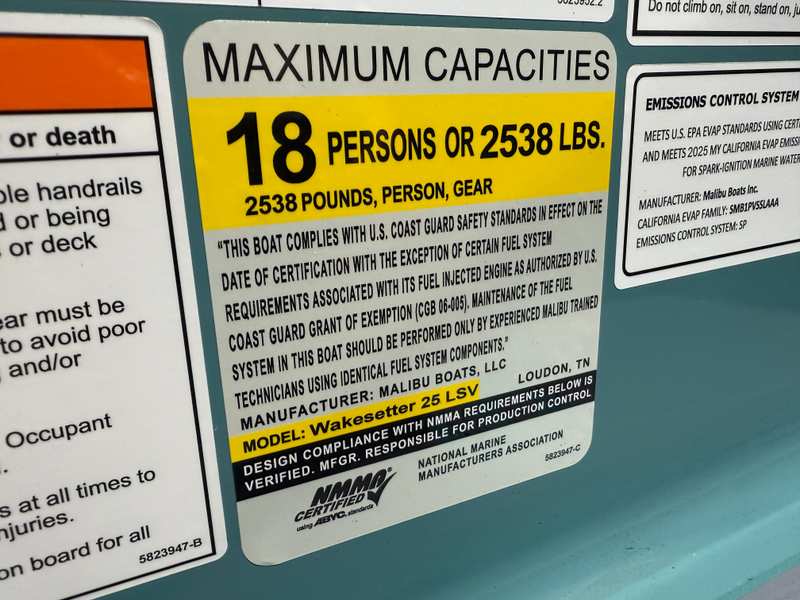 5823952.2
Do not climb on, sit on, stand on, ju
or death
ble handrails
d or being
or deck
ear must be
to avoid poor
and/or
Occupant
s at all times to
njuries.
on board for all
5823947-B
MAXIMUM CAPACITIES
18 PERSONS OR 2538 LBS.
2538 POUNDS, PERSON, GEAR
"THIS BOAT COMPLIES WITH U.S. COAST GUARD SAFETY STANDARDS IN EFFECT ON THE
DATE OF CERTIFICATION WITH THE EXCEPTION OF CERTAIN FUEL SYSTEM
REQUIREMENTS ASSOCIATED WITH ITS FUEL INJECTED ENGINE AS AUTHORIZED BY U.S.
COAST GUARD GRANT OF EXEMPTION (CGB 06-005). MAINTENANCE OF THE FUEL
SYSTEM IN THIS BOAT SHOULD BE PERFORMED ONLY BY EXPERIENCED MALIBU TRAINED
TECHNICIANS USING IDENTICAL FUEL SYSTEM COMPONENTS."
MANUFACTURER: MALIBU BOATS, LLC LOUDON, TN
MODEL: Wakesetter 25 LSV
DESIGN COMPLIANCE WITH NMMA REQUIREMENTS BELOW IS
VERIFIED. MFGR. RESPONSIBLE FOR PRODUCTION CONTROL
NMMA
CERTIFIED
using ABYC. standards
NATIONAL MARINE
MANUFACTURERS ASSOCIATION
5823947-C
EMISSIONS CONTROL SYSTEM
MEETS U.S. EPA EVAP STANDARDS USING CERT
AND MEETS 2025 MY CALIFORNIA EVAP EMISS
FOR SPARK-IGNITION MARINE WATER
MANUFACTURER: Malibu Boats Inc.
CALIFORNIA EVAP FAMILY: SMB1PVSSLAAA
EMISSIONS CONTROL SYSTEM: SP